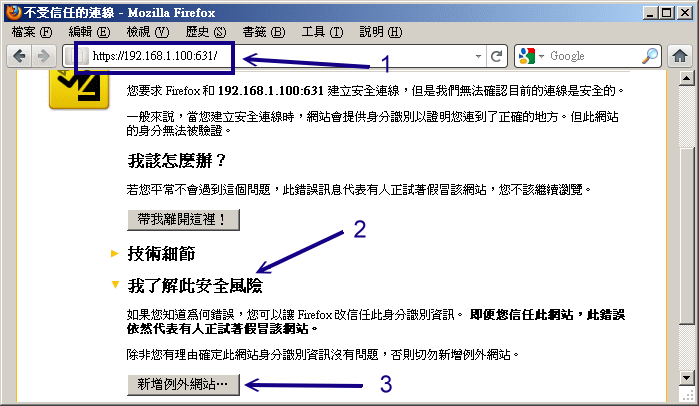 不受信任的連線 - Mozilla Firefox
檔案 (F) 編輯 (E) 檢視 (V) 歷史 (S) 書籤 (B) 工具 (T) 說明 (H)
https://192.168.1.100:631/
Google
1
您要求 Firefox 和 192.168.1.100:631 建立安全連線，但是我們無法確認目前的連線是安全的。
一般來說，當您建立安全連線時，網站會提供身分識別以證明您連到了正確的地方。但此網站
的身分無法被驗證。
我該怎麼辦？
若您平常不會遇到這個問題，此錯誤訊息代表有人正試著假冒該網站，您不該繼續瀏覽。
帶我離開這裡！
2
技術細節
我了解此安全風險
如果您知道為何錯誤，您可以讓 Firefox 改信任此身分識別資訊。 即便您信任此網站，此錯誤
依然代表有人正試著假冒該網站。
除非您有理由確定此網站身分識別資訊沒有問題，否則切勿新增例外網站。
新增例外網站…
3